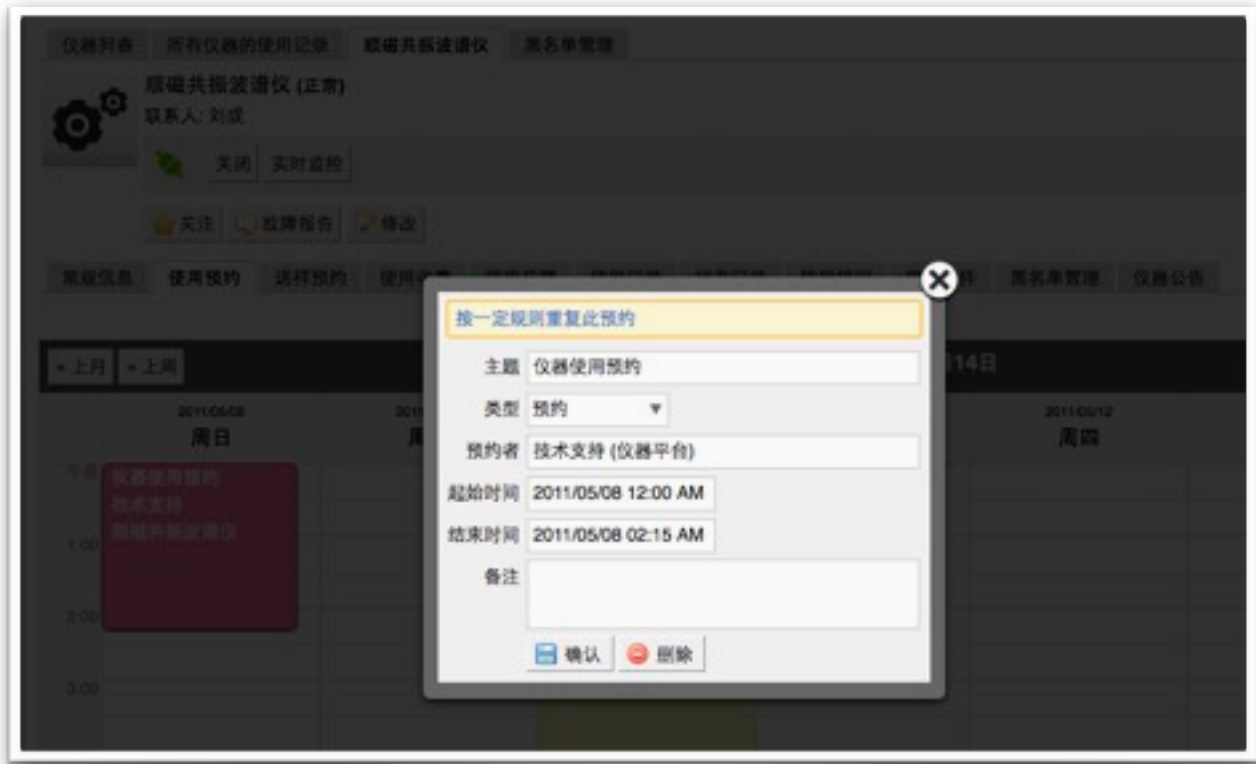 仪器列表 所有仪器的使用记录 顺磁共振波谱仪 黑名单管理
顺磁共振波谱仪 (正常)
联系人: 刘成
关闭 实时监控
关注 故障报告 修改
常规信息 使用预约 送样预约 使用 黑名单管理 仪器公告
按一定规则重复此预约
« 上月 « 上周 月14日
2011/05/08 2011/05/12
周日 周四
主题 仪器使用预约
类型 预约
预约者 技术支持 (仪器平台)
起始时间 2011/05/08 12:00 AM
结束时间 2011/05/08 02:15 AM
备注
确认 删除
午夜
仪器使用预约
技术支持
顺磁共振波谱仪
1:00
2:00
3:00